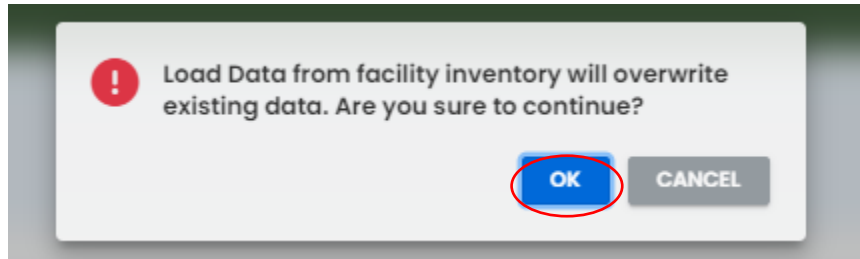 Load Data from facility inventory will overwrite
existing data. Are you sure to continue?
OK
CANCEL